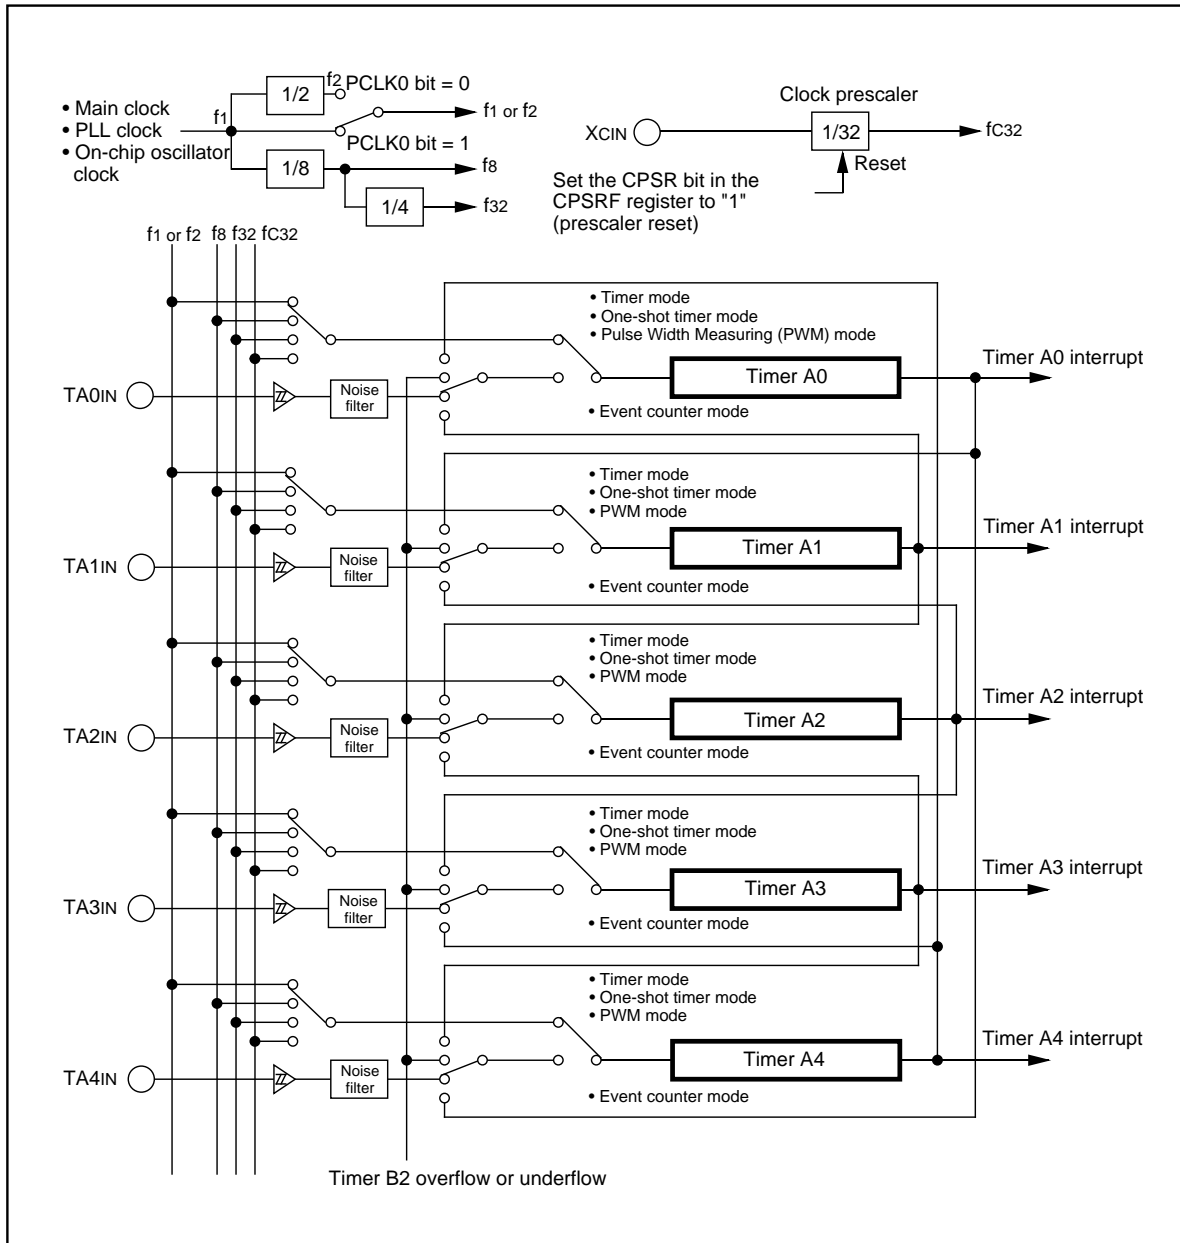 • Main clock
• PLL clock
• On-chip oscillator
clock
f1
1/2
f2
PCLK0 bit = 0
f1 or f2
PCLK0 bit = 1
1/8
f8
1/4
f32
Clock prescaler
XCIN
1/32
fC32
Reset
Set the CPSR bit in the
CPSRF register to "1"
(prescaler reset)
f1 or f2 f8 f32 fC32
• Timer mode
• One-shot timer mode
• Pulse Width Measuring (PWM) mode
TA0IN
Noise
filter
Timer A0
Timer A0 interrupt
• Event counter mode
• Timer mode
• One-shot timer mode
• PWM mode
TA1IN
Noise
filter
Timer A1
Timer A1 interrupt
• Event counter mode
• Timer mode
• One-shot timer mode
• PWM mode
TA2IN
Noise
filter
Timer A2
Timer A2 interrupt
• Event counter mode
• Timer mode
• One-shot timer mode
• PWM mode
TA3IN
Noise
filter
Timer A3
Timer A3 interrupt
• Event counter mode
• Timer mode
• One-shot timer mode
• PWM mode
TA4IN
Noise
filter
Timer A4
Timer A4 interrupt
• Event counter mode
Timer B2 overflow or underflow